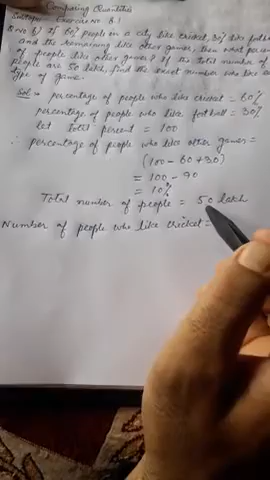 Comparing Quantities
Exercise No. 8.1
Q No 6) If 60% people in a city like cricket, 30% like foot
and the remaining like other games, then what per
of people like other games? If the total number of
people are 50 lakh, find the exact number who like ea
type of game.
Sol:- percentage of people who like cricket = 60%
percentage of people who like football = 30%
let total percent = 100
∴ percentage of people who like other games =
(100 - 60+30)
= 100 - 90
= 10%
Total number of people = 50 lakh
Number of people who like cricket =